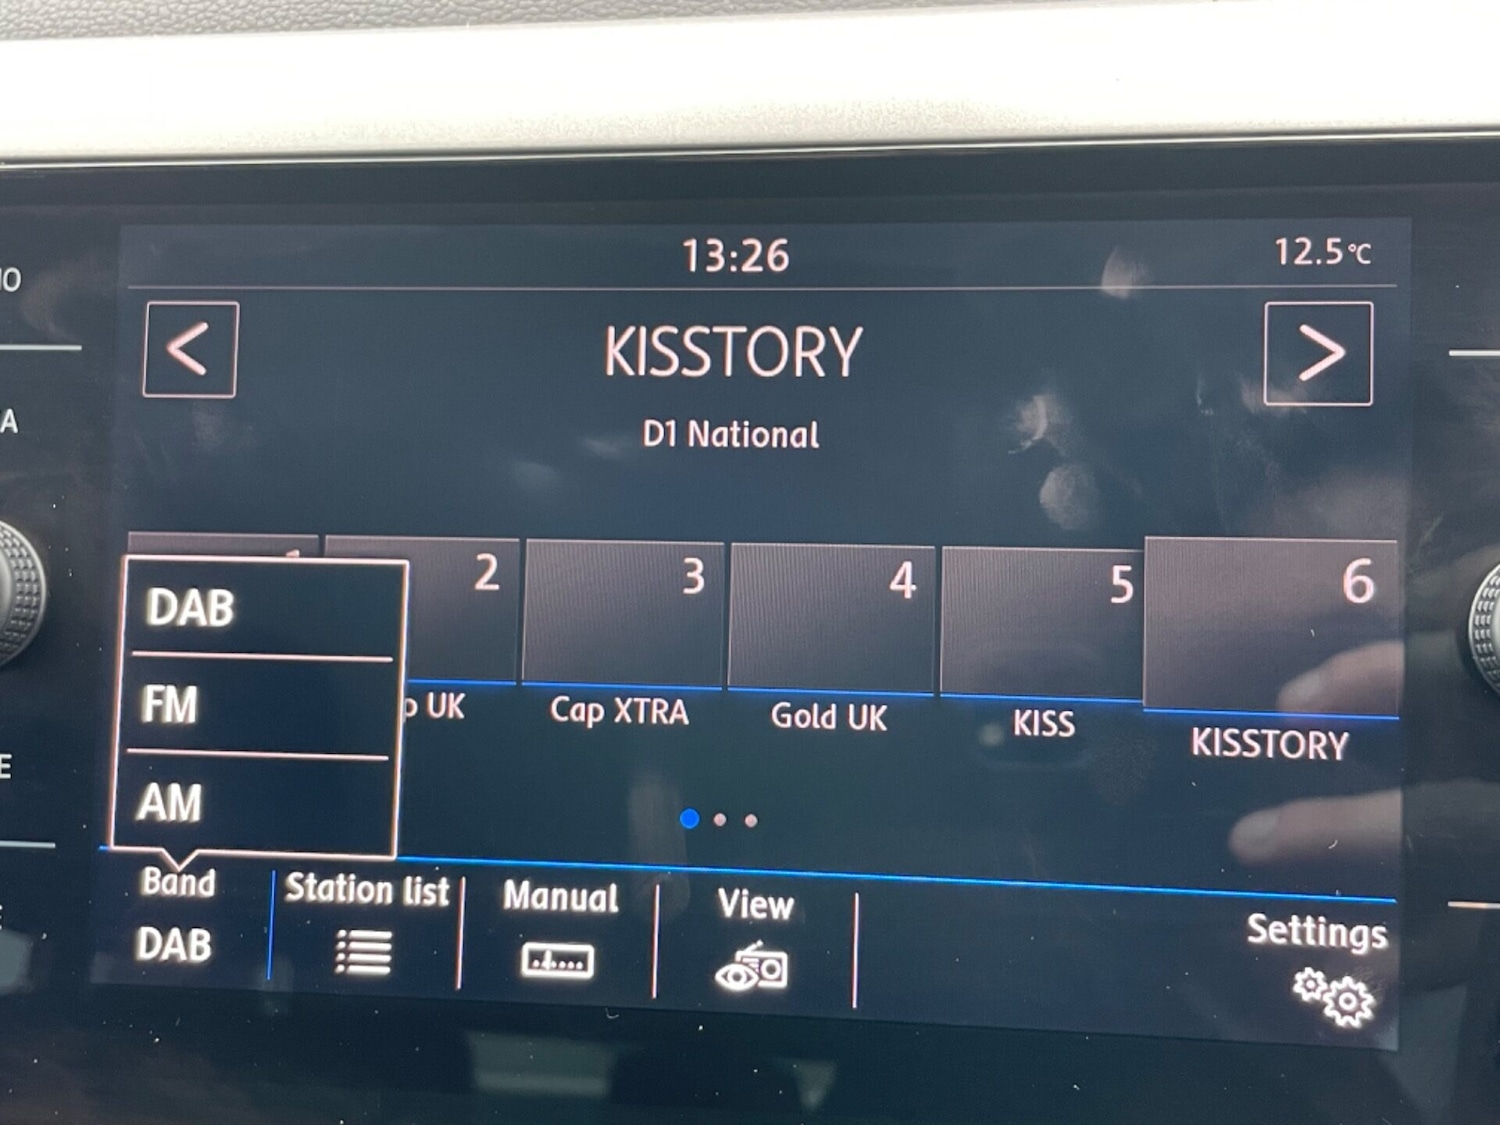 13:26
12.5°C
<
KISSTORY
>
D1 National
2
3
4
5
6
DAB
FM
AM
UK
Cap XTRA
Gold UK
KISS
KISSTORY
Band
DAB
Station list
Manual
View
Settings